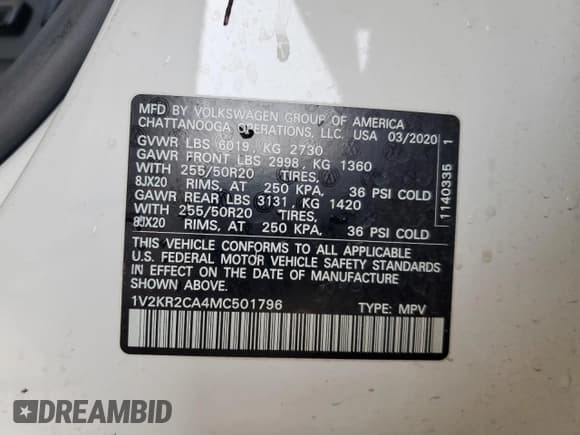 MFD BY VOLKSWAGEN GROUP OF AMERICA
CHATTANOOGA OPERATIONS, LLC. USA 03/2020
GVWR LBS 6019, KG 2730
GAWR FRONT LBS 2998, KG 1360
WITH 255/50R20 TIRES,
8JX20 RIMS, AT 250 KPA, 36 PSI COLD
GAWR REAR LBS 3131, KG 1420
WITH 255/50R20 TIRES,
8JX20 RIMS, AT 250 KPA, 36 PSI COLD
THIS VEHICLE CONFORMS TO ALL APPLICABLE
U.S. FEDERAL MOTOR VEHICLE SAFETY STANDARDS
IN EFFECT ON THE DATE OF MANUFACTURE
SHOWN ABOVE.
1V2KR2CA4MC501796 TYPE: MPV
1140335 1
DREAMBID